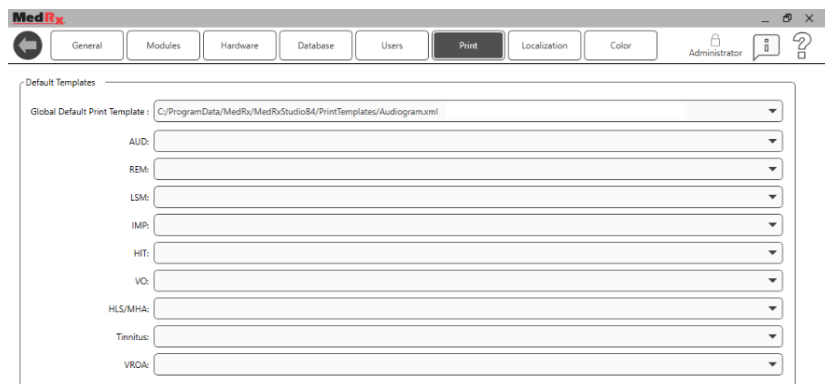 MedRx
General Modules Hardware Database Users Print Localization Color Administrator
Default Templates
Global Default Print Template : C:/ProgramData/MedRx/MedRxStudioB4/PrintTemplates/Audiogram.xml
AUD:
REM:
LSM:
IMP:
HIT:
VO:
HLS/MHA:
Tinnitus:
VROA: